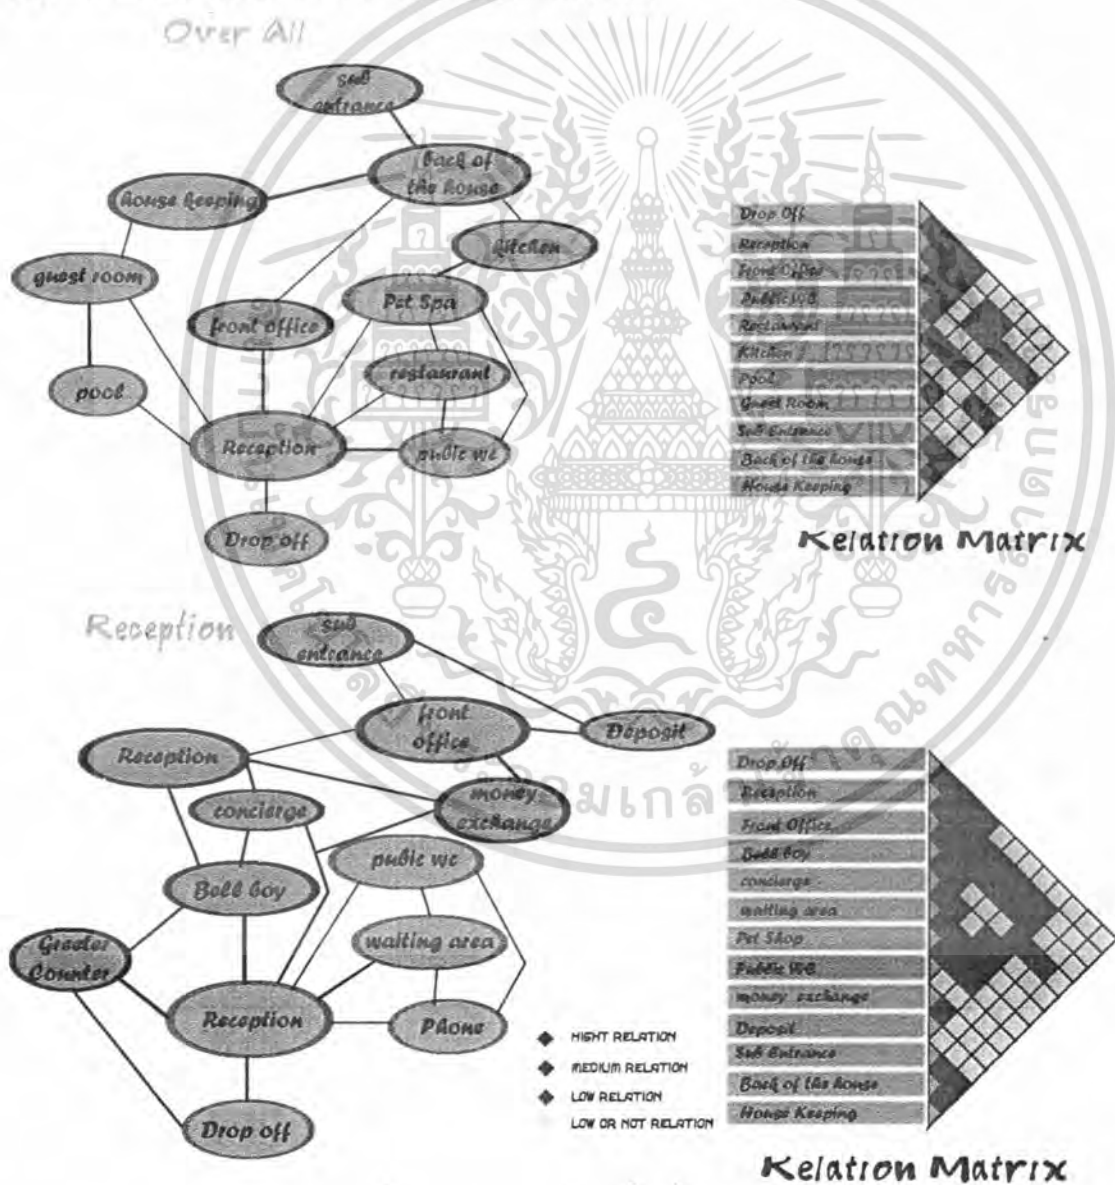 Over All
sub
entrance
back of
the house
house keeping
kitchen
guest room
Pet Spa
front office
restaurant
pool
Reception
pubic wc
Drop off
Drop Off
Reception
Front Office
Public WC
Restaurant
Kitchen
Pool
Guest Room
Sub Entrance
Back of the house
House Keeping
Relation Matrix
Reception
sub
entrance
front
office
Deposit
Reception
money
exchange
concierge
pubic wc
Bell boy
waiting area
Greeter
Counter
Reception
Phone
Drop off
HIGHT RELATION
MEDIUM RELATION
LOW RELATION
LOW OR NOT RELATION
Drop Off
Reception
Front Office
Bell boy
concierge
waiting area
Pet Shop
Public WC
money exchange
Deposit
Sub Entrance
Back of the house
House Keeping
Relation Matrix